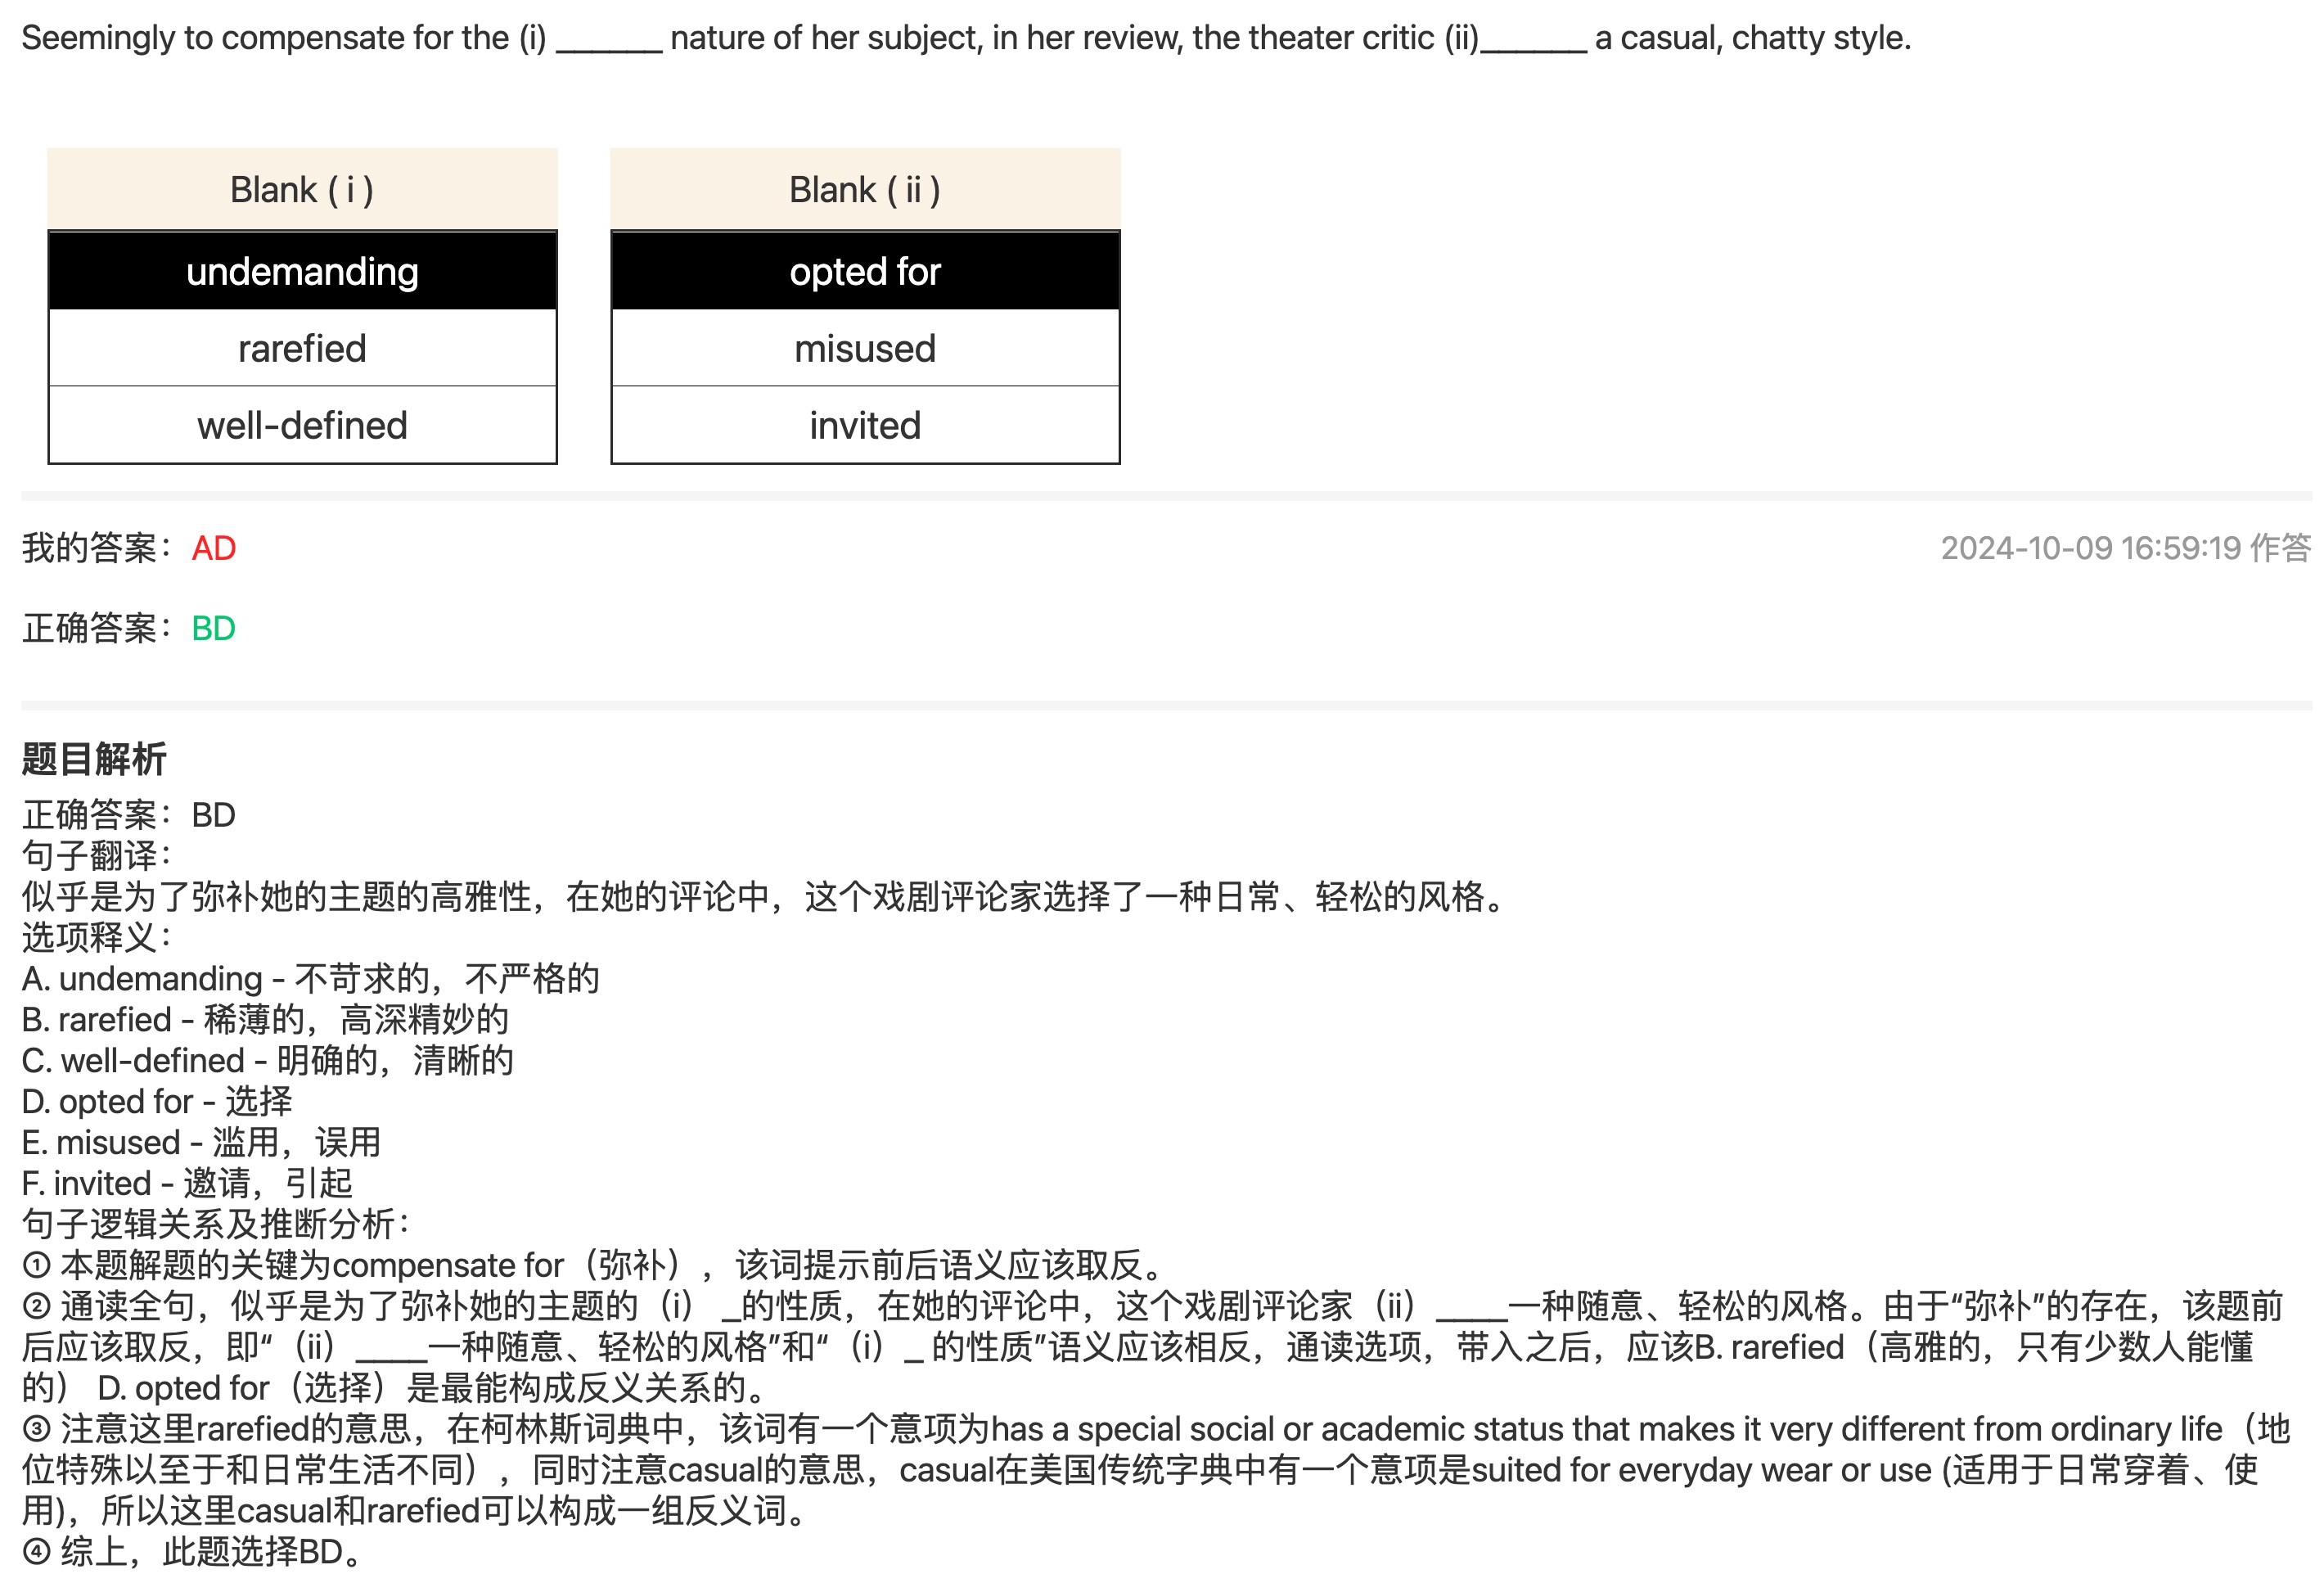 Seemingly to compensate for the (i) ______ nature of her subject, in her review, the theater critic (ii)______ a casual, chatty style.
Blank ( i )
Blank ( ii )
undemanding
opted for
rarefied
misused
well-defined
invited
我的答案：AD
2024-10-09 16:59:19 作答
正确答案：BD
题目解析
正确答案：BD
句子翻译：
似乎是为了弥补她的主题的高雅性，在她的评论中，这个戏剧评论家选择了一种日常、轻松的风格。
选项释义：
A. undemanding - 不苛求的，不严格的
B. rarefied - 稀薄的，高深精妙的
C. well-defined - 明确的，清晰的
D. opted for - 选择
E. misused - 滥用，误用
F. invited - 邀请，引起
句子逻辑关系及推断分析：
① 本题解题的关键为compensate for（弥补），该词提示前后语义应该取反。
② 通读全句，似乎是为了弥补她的主题的（i）_的性质，在她的评论中，这个戏剧评论家（ii）____一种随意、轻松的风格。由于“弥补”的存在，该题前
后应该取反，即“（ii）____一种随意、轻松的风格”和“（i）_ 的性质”语义应该相反，通读选项，带入之后，应该B. rarefied（高雅的，只有少数人能懂
的） D. opted for（选择）是最能构成反义关系的。
③ 注意这里rarefied的意思，在柯林斯词典中，该词有一个意项为has a special social or academic status that makes it very different from ordinary life（地
位特殊以至于和日常生活不同），同时注意casual的意思，casual在美国传统字典中有一个意项是suited for everyday wear or use (适用于日常穿着、使
用)，所以这里casual和rarefied可以构成一组反义词。
④ 综上，此题选择BD。